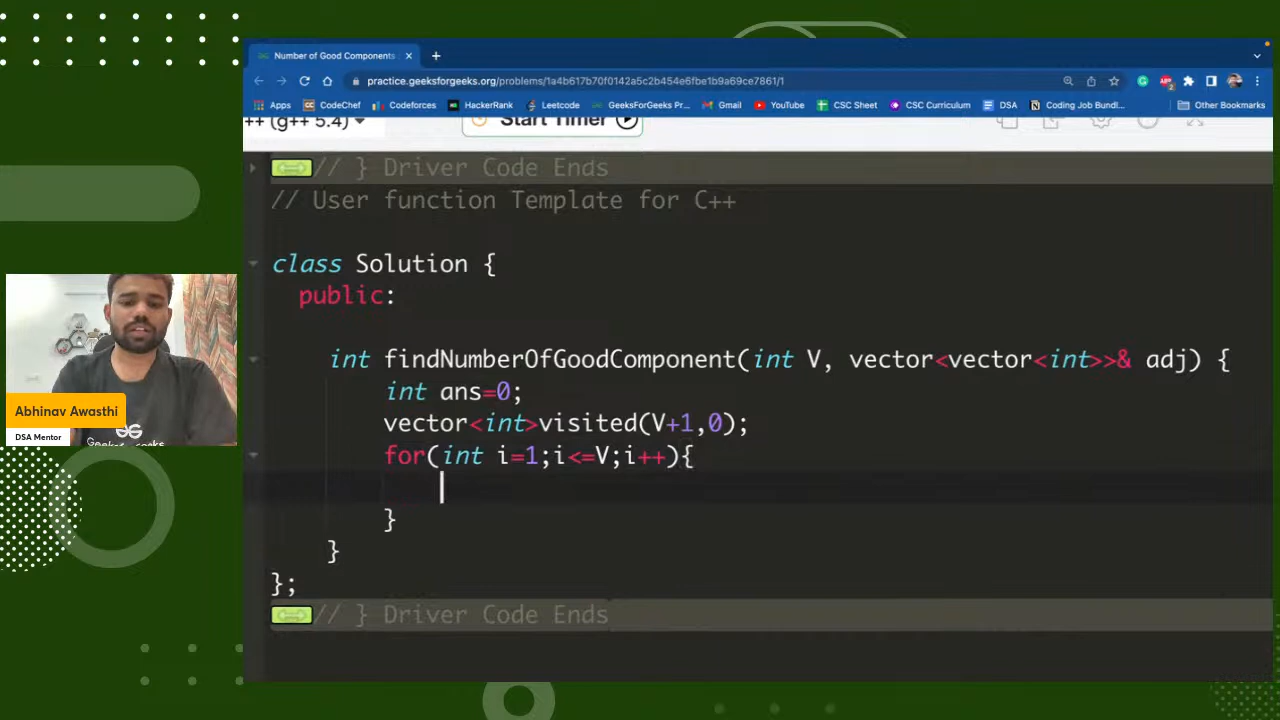 Number of Good Components
practice.geeksforgeeks.org/problems/1a4b617b70f0142a5c2b454e6fbe1b9a69ce7861/1
Apps CodeChef Codeforces HackerRank Leetcode GeeksForGeeks Pr... Gmail YouTube CSC Sheet CSC Curriculum DSA Coding Job Bundl... Other Bookmarks
++ (g++ 5.4) Start Timer
// } Driver Code Ends
// User function Template for C++
class Solution {
public:
int findNumberOfGoodComponent(int V, vector<vector<int>>& adj) {
int ans=0;
vector<int>visited(V+1,0);
for(int i=1;i<=V;i++){
}
}
};
// } Driver Code Ends
Abhinav Awasthi
DSA Mentor